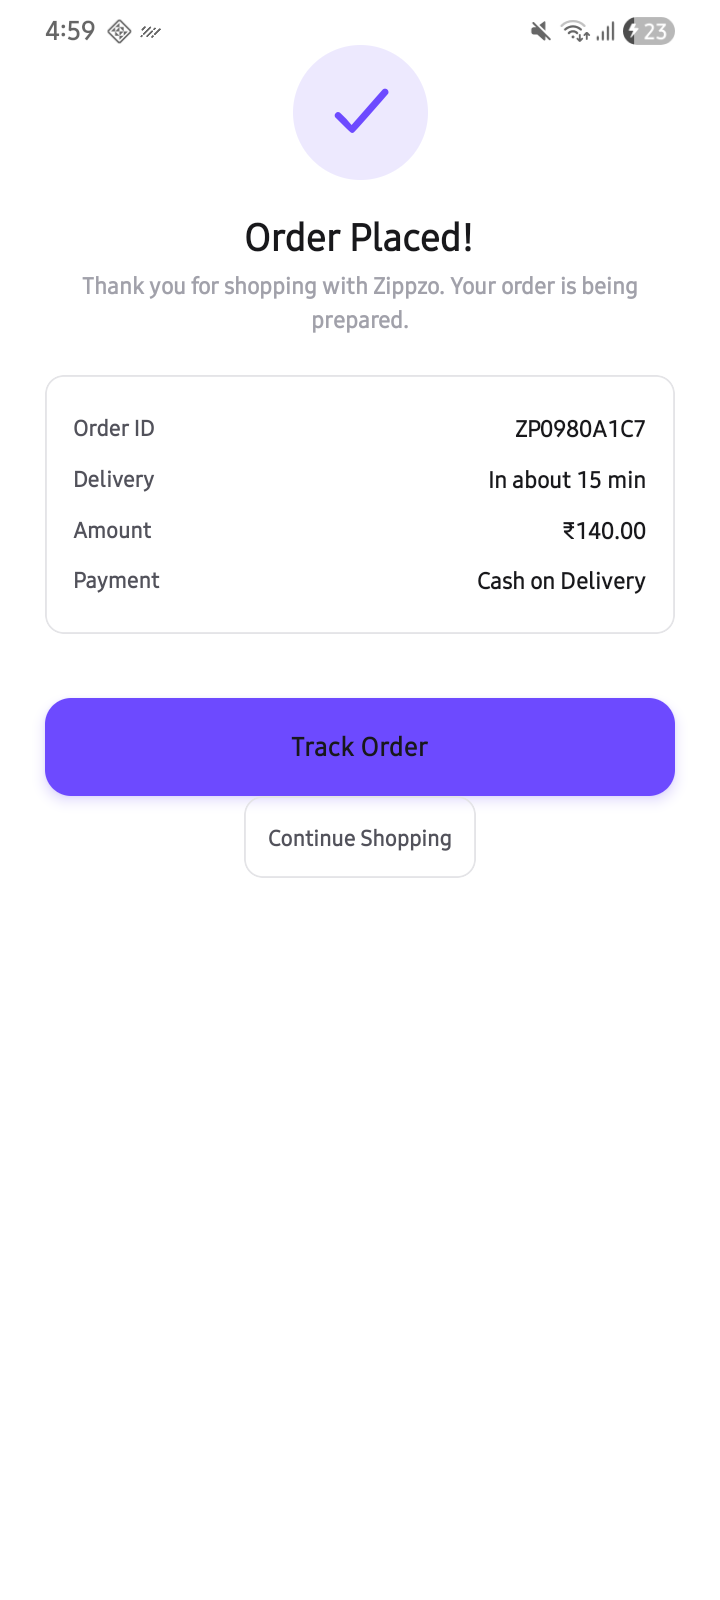 4:59
23
Order Placed!
Thank you for shopping with Zippzo. Your order is being
prepared.
Order ID ZP0980A1C7
Delivery In about 15 min
Amount ₹140.00
Payment Cash on Delivery
Track Order
Continue Shopping